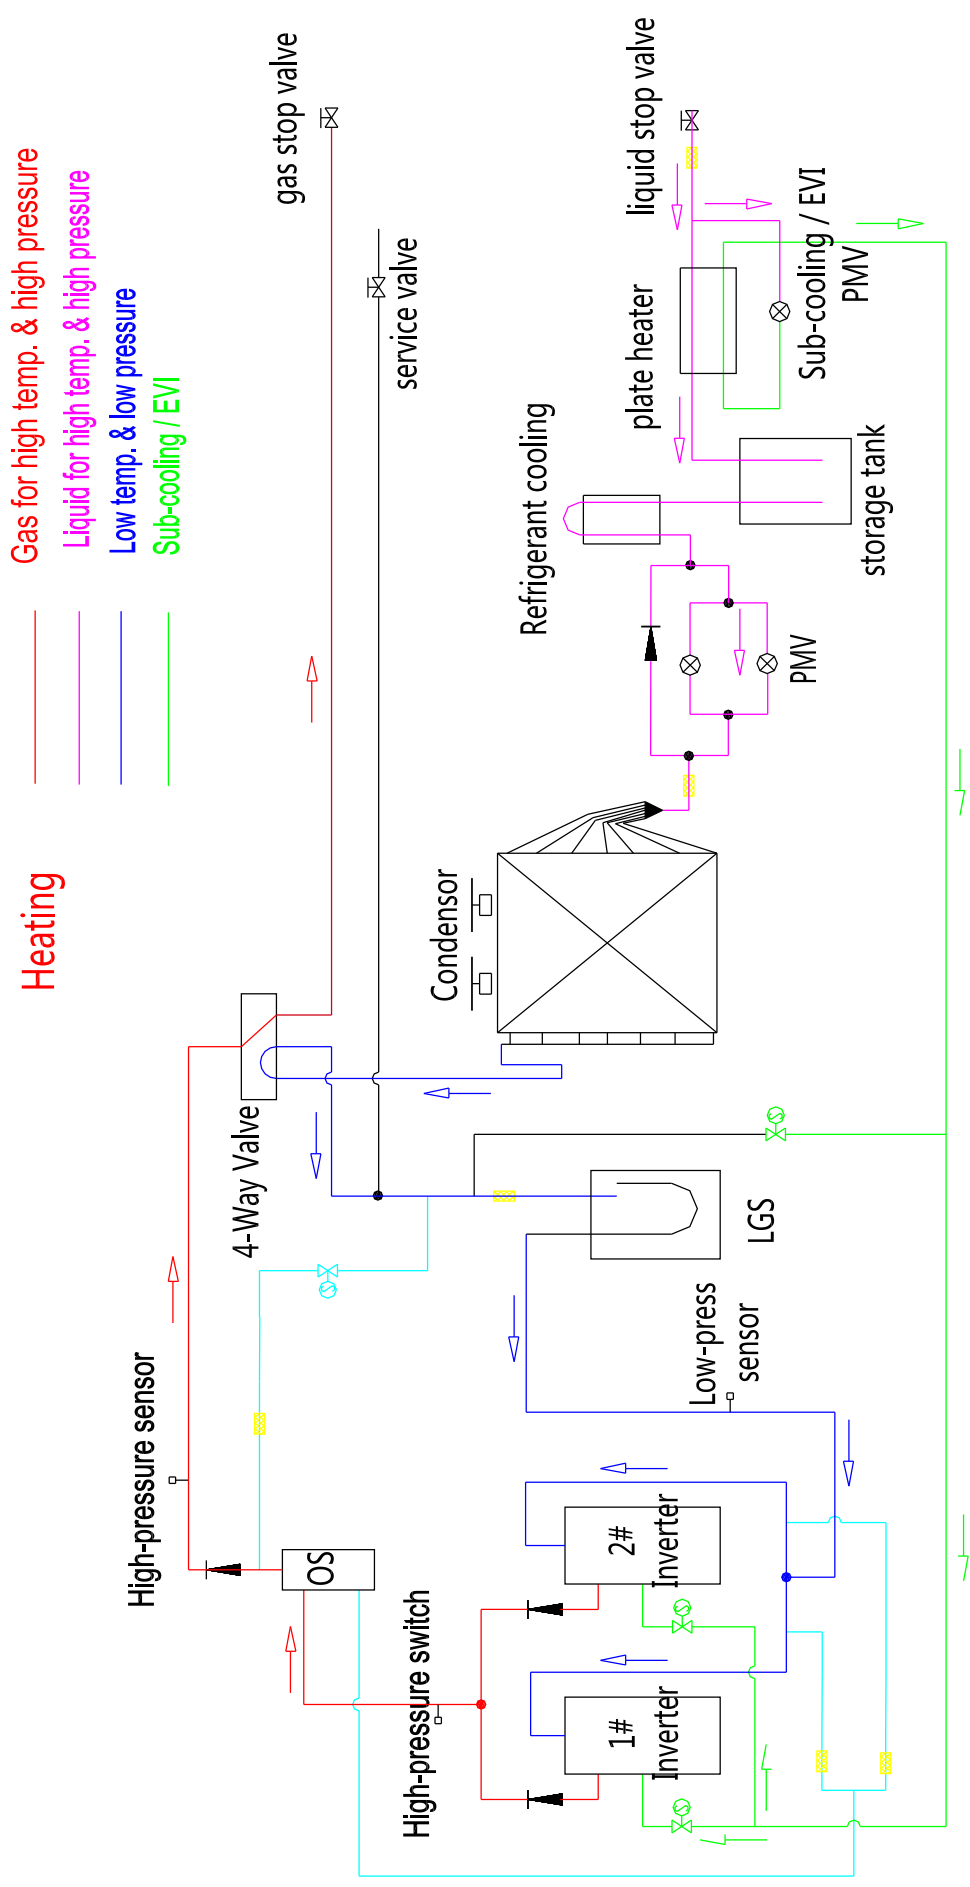 Heating
Gas for high temp. & high pressure
Liquid for high temp. & high pressure
Low temp. & low pressure
Sub-cooling / EVI
High-pressure sensor
4-Way Valve
gas stop valve
service valve
OS
High-pressure switch
Condensor
Refrigerant cooling
plate heater
liquid stop valve
1#
Inverter
2#
Inverter
Low-press
sensor
LGS
PMV
storage tank
Sub-cooling / EVI
PMV